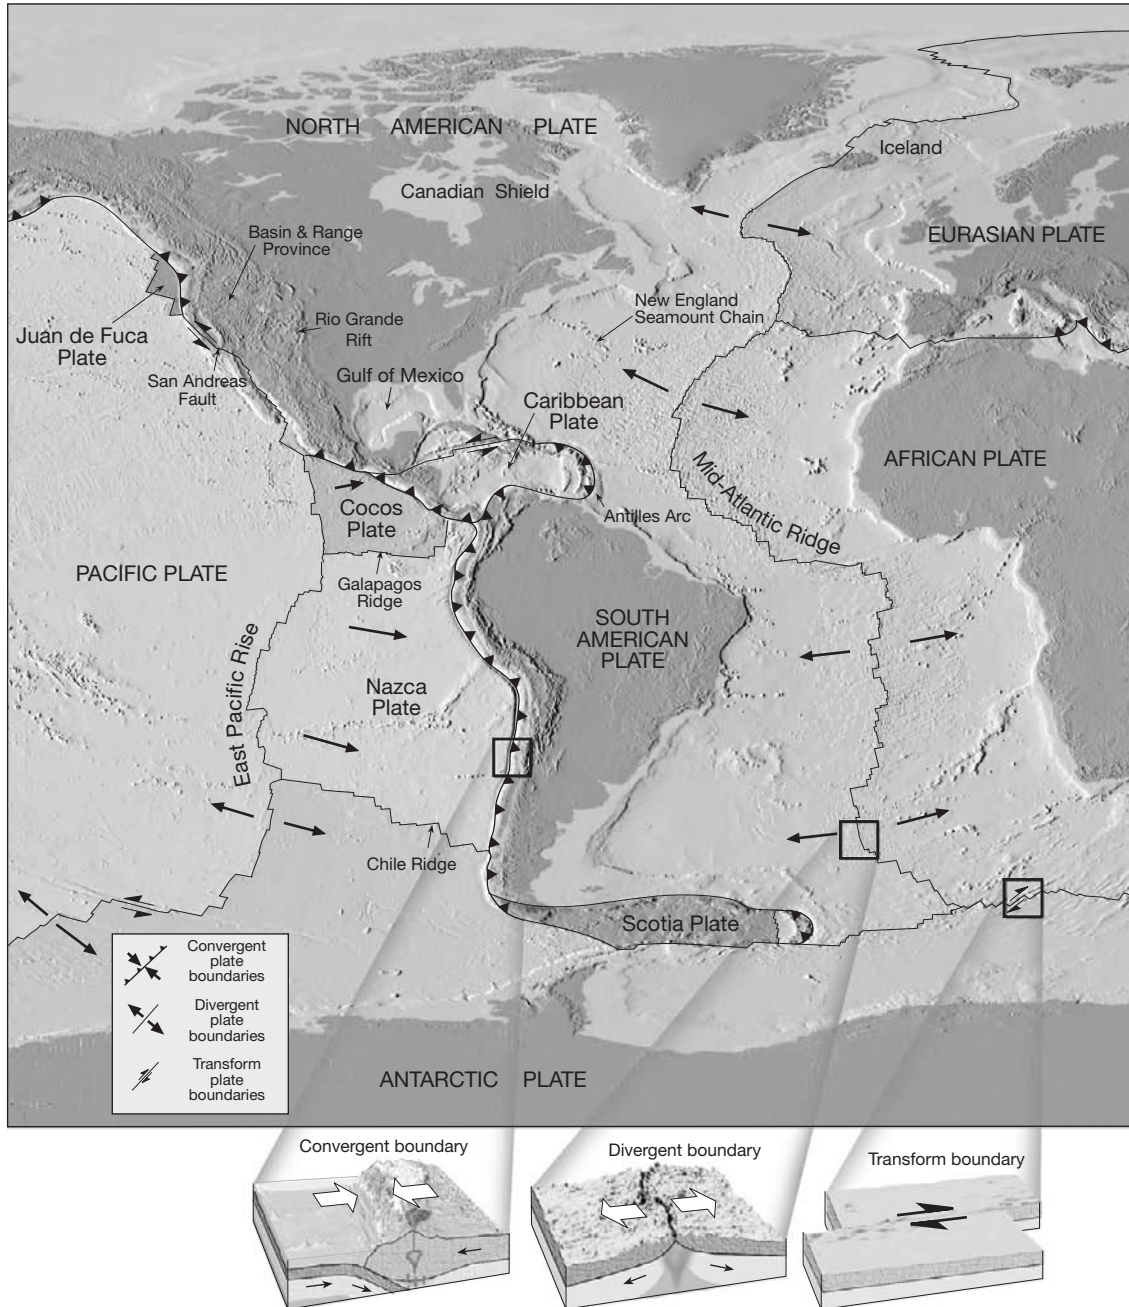 NORTH AMERICAN PLATE
Iceland
Canadian Shield
Basin & Range
Province
EURASIAN PLATE
New England
Seamount Chain
Rio Grande
Rift
Juan de Fuca
Plate
San Andreas
Fault
Gulf of Mexico
Caribbean
Plate
AFRICAN PLATE
Mid-Atlantic Ridge
Cocos
Plate
Antilles Arc
PACIFIC PLATE
Galapagos
Ridge
SOUTH
AMERICAN
PLATE
East Pacific Rise
Nazca
Plate
Chile Ridge
Scotia Plate
Convergent
plate
boundaries
Divergent
plate
boundaries
Transform
plate
boundaries
ANTARCTIC PLATE
Convergent boundary
Divergent boundary
Transform boundary